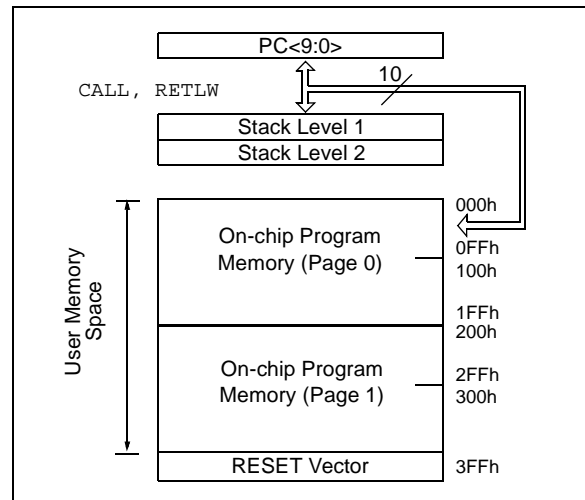 PC<9:0>
10
CALL, RETLW
Stack Level 1
Stack Level 2
000h
On-chip Program
Memory (Page 0)
0FFh
100h
1FFh
200h
User Memory
Space
On-chip Program
Memory (Page 1)
2FFh
300h
RESET Vector
3FFh